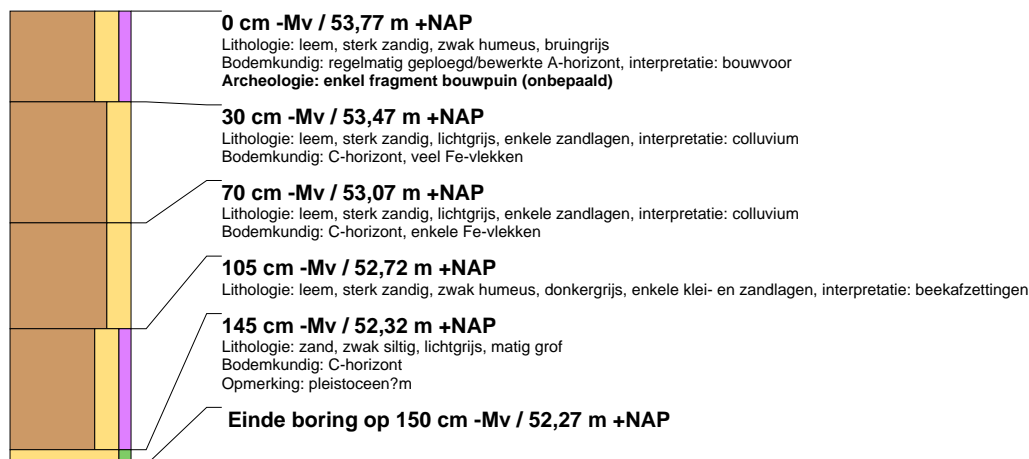 0 cm -Mv / 53,77 m +NAP
Lithologie: leem, sterk zandig, zwak humeus, bruingrijs
Bodemkundig: regelmatig geploegd/bewerkte A-horizont, interpretatie: bouwvoor
Archeologie: enkel fragment bouwpuin (onbepaald)
30 cm -Mv / 53,47 m +NAP
Lithologie: leem, sterk zandig, lichtgrijs, enkele zandlagen, interpretatie: colluvium
Bodemkundig: C-horizont, veel Fe-vlekken
70 cm -Mv / 53,07 m +NAP
Lithologie: leem, sterk zandig, lichtgrijs, enkele zandlagen, interpretatie: colluvium
Bodemkundig: C-horizont, enkele Fe-vlekken
105 cm -Mv / 52,72 m +NAP
Lithologie: leem, sterk zandig, zwak humeus, donkergrijs, enkele klei- en zandlagen, interpretatie: beekafzettingen
145 cm -Mv / 52,32 m +NAP
Lithologie: zand, zwak siltig, lichtgrijs, matig grof
Bodemkundig: C-horizont
Opmerking: pleistoceen?m
Einde boring op 150 cm -Mv / 52,27 m +NAP